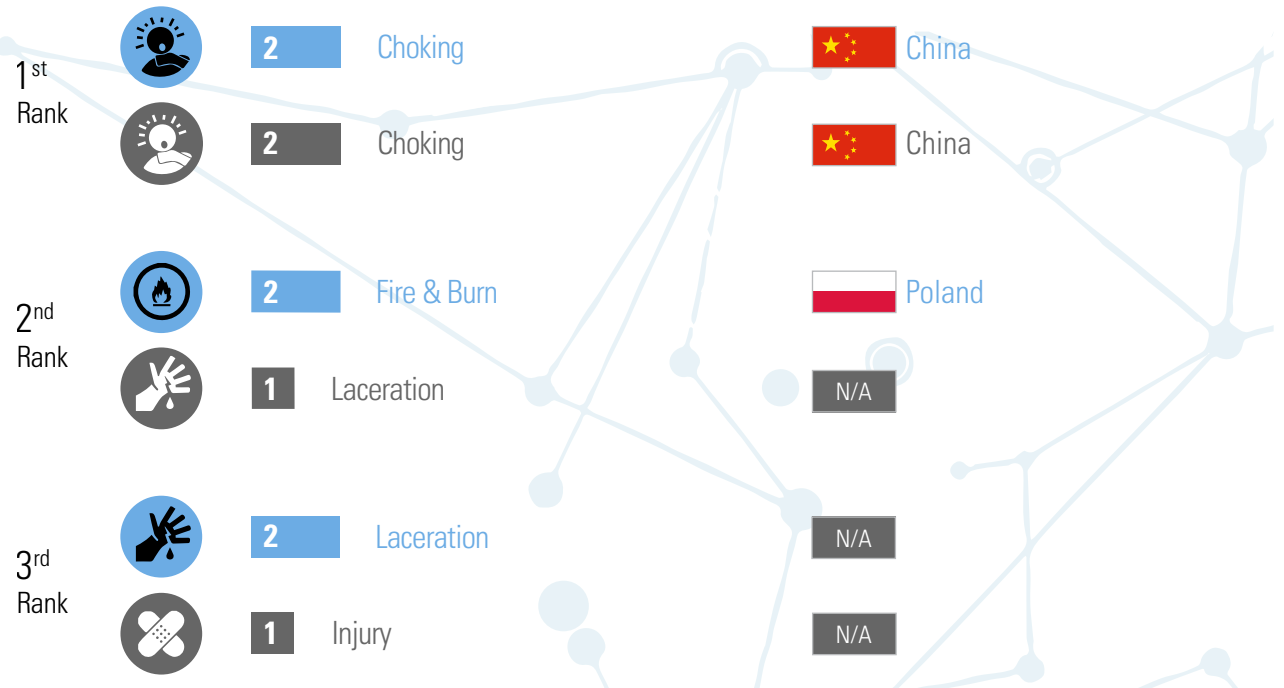 1st Rank
2 Choking China
2 Choking China
2nd Rank
2 Fire & Burn Poland
1 Laceration N/A
3rd Rank
2 Laceration N/A
1 Injury N/A